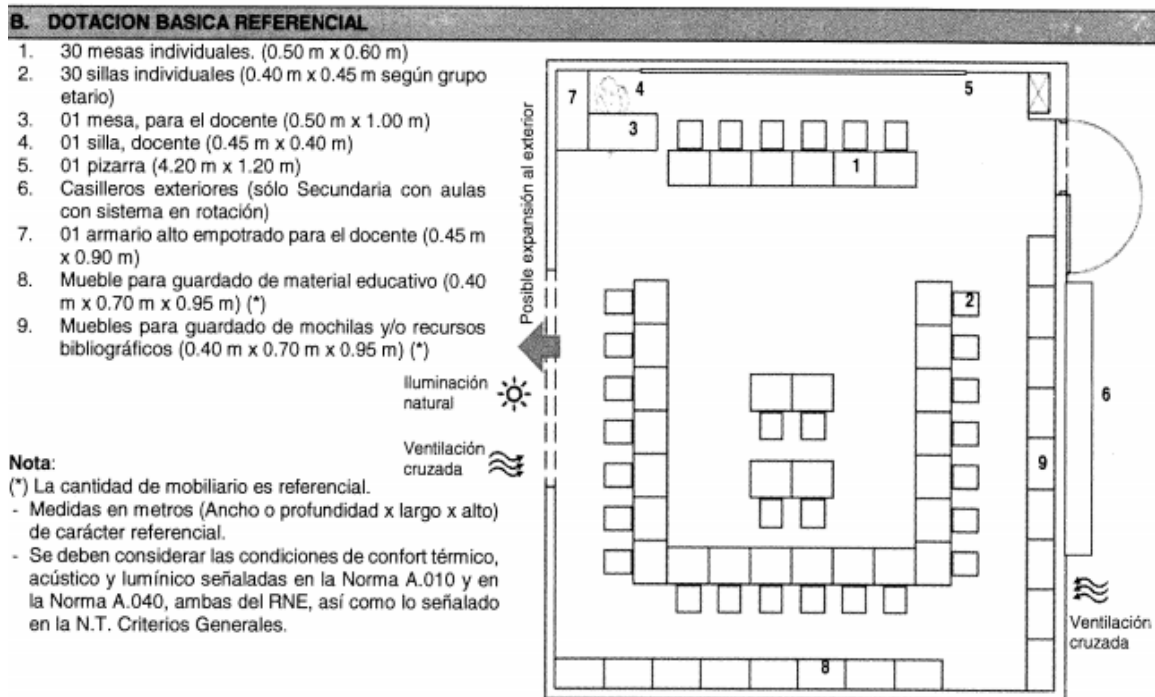 B. DOTACION BASICA REFERENCIAL
1. 30 mesas individuales. (0.50 m x 0.60 m)
2. 30 sillas individuales (0.40 m x 0.45 m según grupo
etario)
3. 01 mesa, para el docente (0.50 m x 1.00 m)
4. 01 silla, docente (0.45 m x 0.40 m)
5. 01 pizarra (4.20 m x 1.20 m)
6. Casilleros exteriores (sólo Secundaria con aulas
con sistema en rotación)
7. 01 armario alto empotrado para el docente (0.45 m
x 0.90 m)
8. Mueble para guardado de material educativo (0.40
m x 0.70 m x 0.95 m) (*)
9. Muebles para guardado de mochilas y/o recursos
bibliográficos (0.40 m x 0.70 m x 0.95 m) (*)
Nota:
(*) La cantidad de mobiliario es referencial.
- Medidas en metros (Ancho o profundidad x largo x alto)
de carácter referencial.
- Se deben considerar las condiciones de confort térmico,
acústico y lumínico señaladas en la Norma A.010 y en
la Norma A.040, ambas del RNE, así como lo señalado
en la N.T. Criterios Generales.
Posible expansión al exterior
Iluminación
natural
Ventilación
cruzada
7
4
5
3
1
2
6
9
8
Ventilación
cruzada